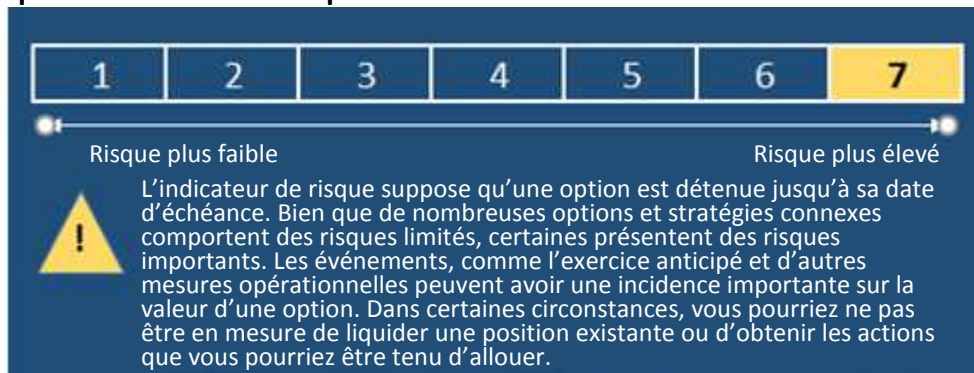 1 2 3 4 5 6 7
Risque plus faible Risque plus élevé
L’indicateur de risque suppose qu’une option est détenue jusqu’à sa date
d’échéance. Bien que de nombreuses options et stratégies connexes
! comportent des risques limités, certaines présentent des risques
importants. Les événements, comme l’exercice anticipé et d’autres
mesures opérationnelles peuvent avoir une incidence importante sur la
valeur d’une option. Dans certaines circonstances, vous pourriez ne pas
être en mesure de liquider une position existante ou d’obtenir les actions
que vous pourriez être tenu d’allouer.